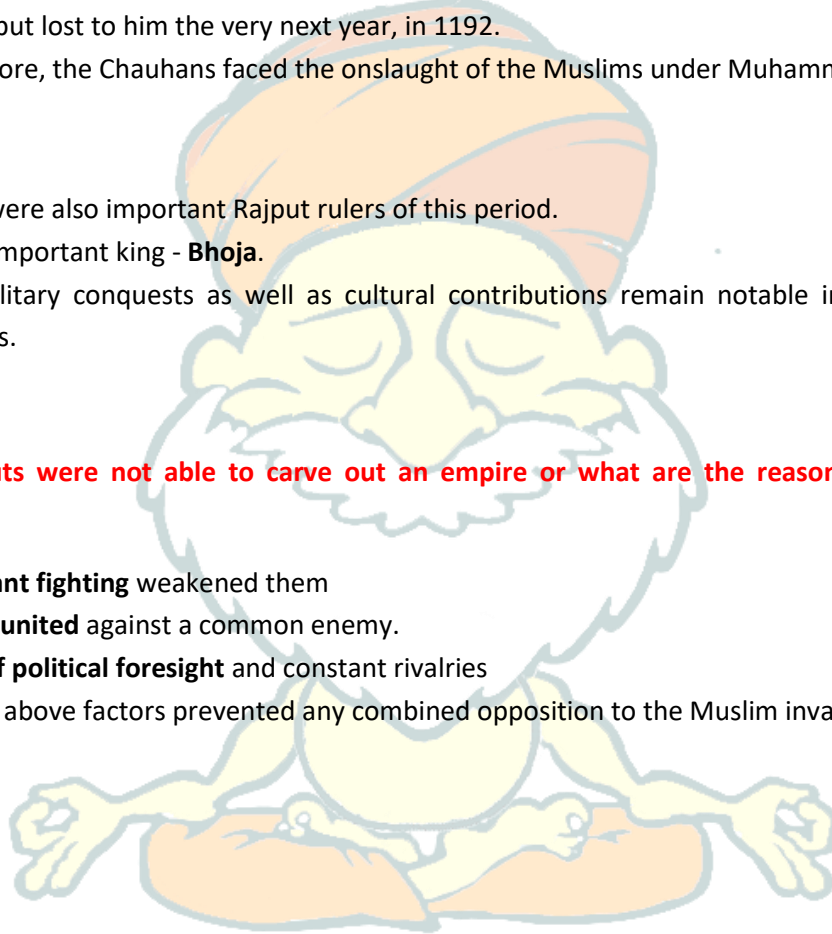 but lost to him the very next year, in 1192.
ore, the Chauhans faced the onslaught of the Muslims under Muhamm
were also important Rajput rulers of this period.
mportant king - Bhoja.
litary conquests as well as cultural contributions remain notable i
s.
uts were not able to carve out an empire or what are the reason
ant fighting weakened them
united against a common enemy.
f political foresight and constant rivalries
above factors prevented any combined opposition to the Muslim inva